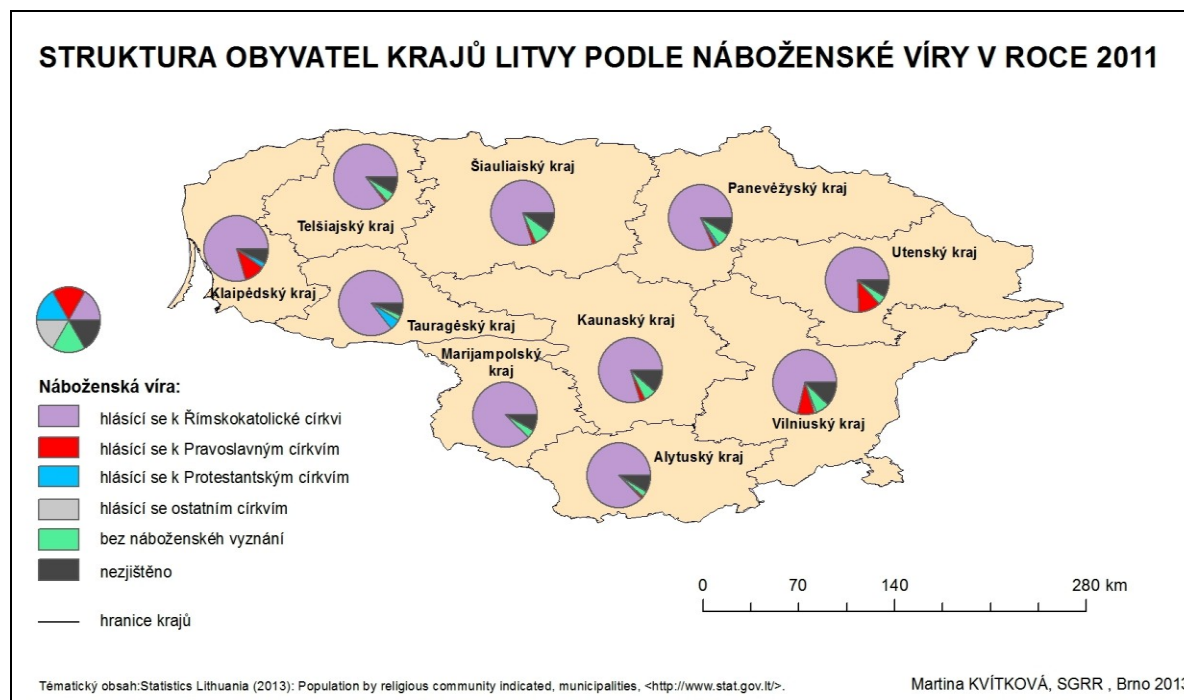 STRUKTURA OBYVATEL KRAJŮ LITVY PODLE NÁBOŽENSKÉ VÍRY V ROCE 2011
Šiauliaiský kraj
Panevėžyský kraj
Telšiajský kraj
Utenský kraj
Klaipėdský kraj
Tauragėský kraj
Kaunaský kraj
Marijampolský
kraj
Vilniuský kraj
Alytuský kraj
Náboženská víra:
hlásící se k Římskokatolické církvi
hlásící se k Pravoslavným církvím
hlásící se k Protestantským církvím
hlásící se ostatním církvím
bez náboženskéh vyznání
nezjištěno
hranice krajů
0 70 140 280 km
Tématický obsah:Statistics Lithuania (2013): Population by religious community indicated, municipalities, <http://www.stat.gov.lt/>.
Martina KVÍTKOVÁ, SGRR , Brno 2013